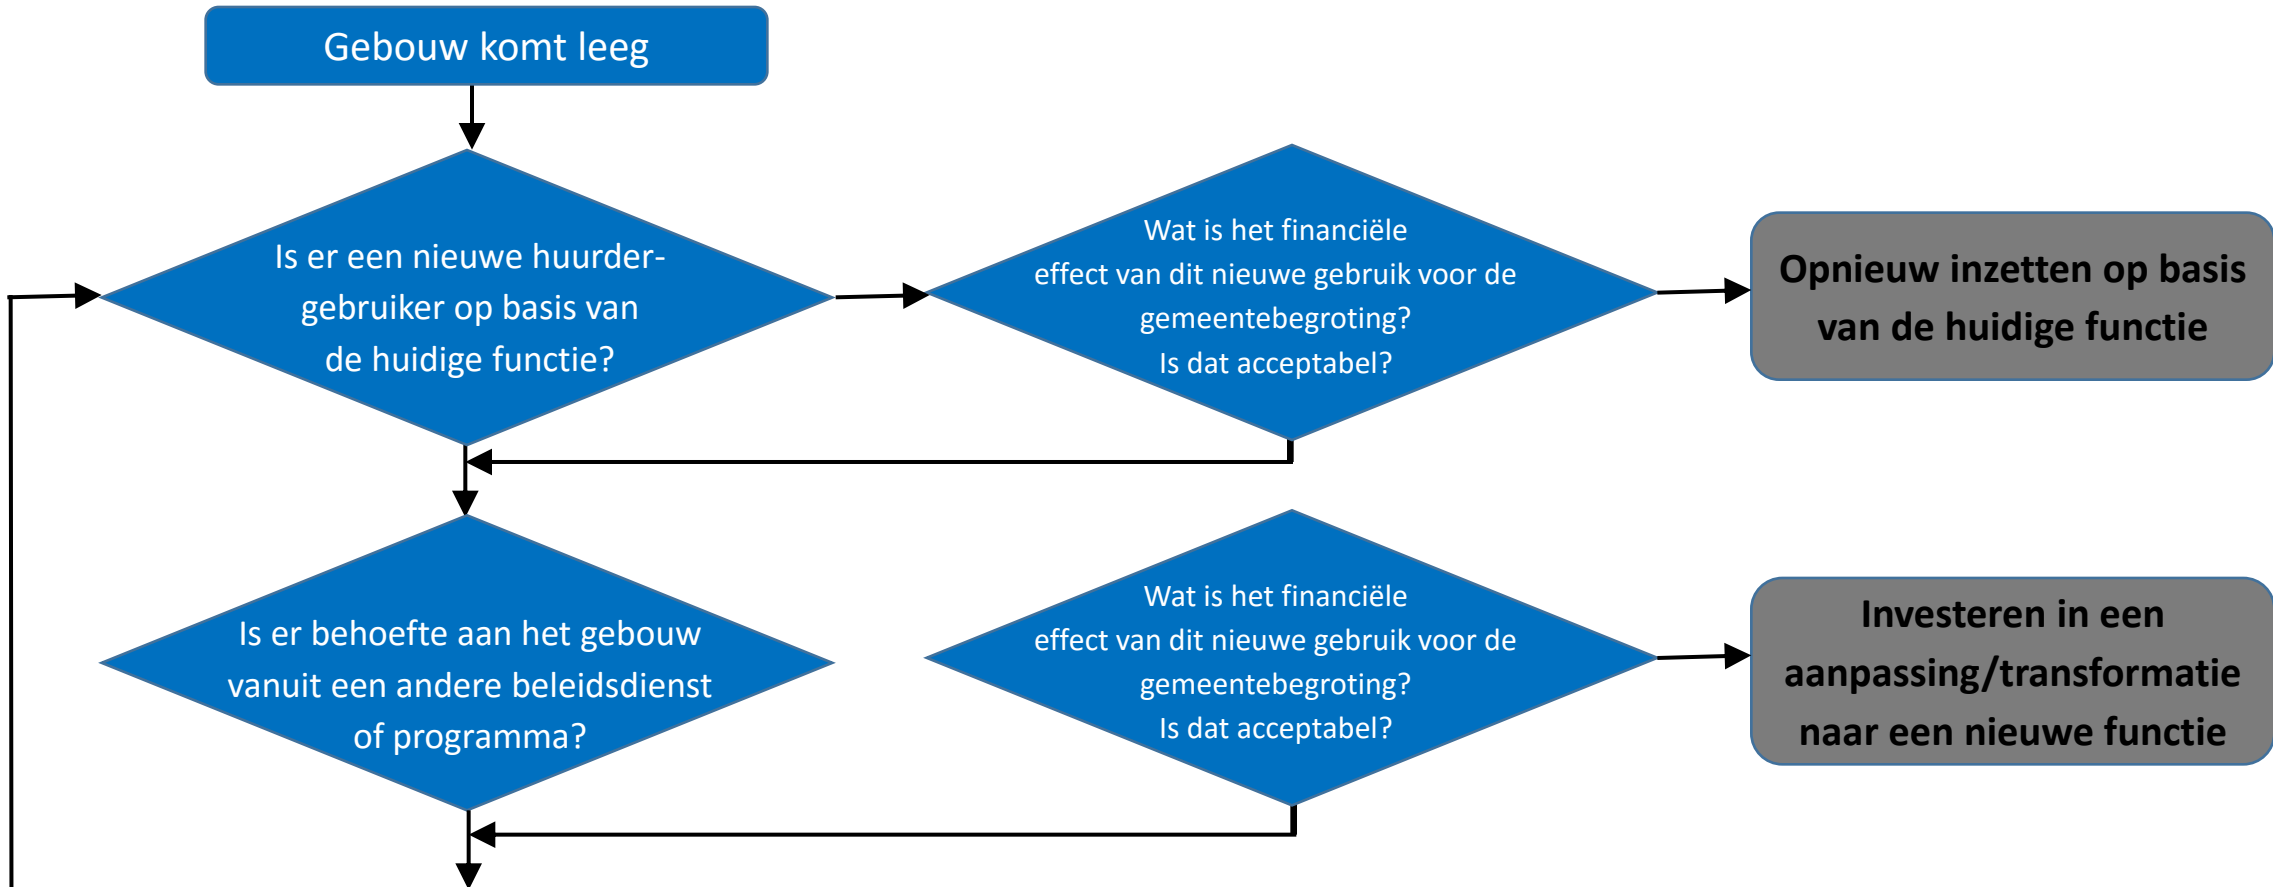 Gebouw komt leeg
Is er een nieuwe huurder-
gebruiker op basis van
de huidige functie?
Wat is het financiële
effect van dit nieuwe gebruik voor de
gemeentebegroting?
Is dat acceptabel?
Opnieuw inzetten op basis
van de huidige functie
Is er behoefte aan het gebouw
vanuit een andere beleidsdienst
of programma?
Wat is het financiële
effect van dit nieuwe gebruik voor de
gemeentebegroting?
Is dat acceptabel?
Investeren in een
aanpassing/transformatie
naar een nieuwe functie